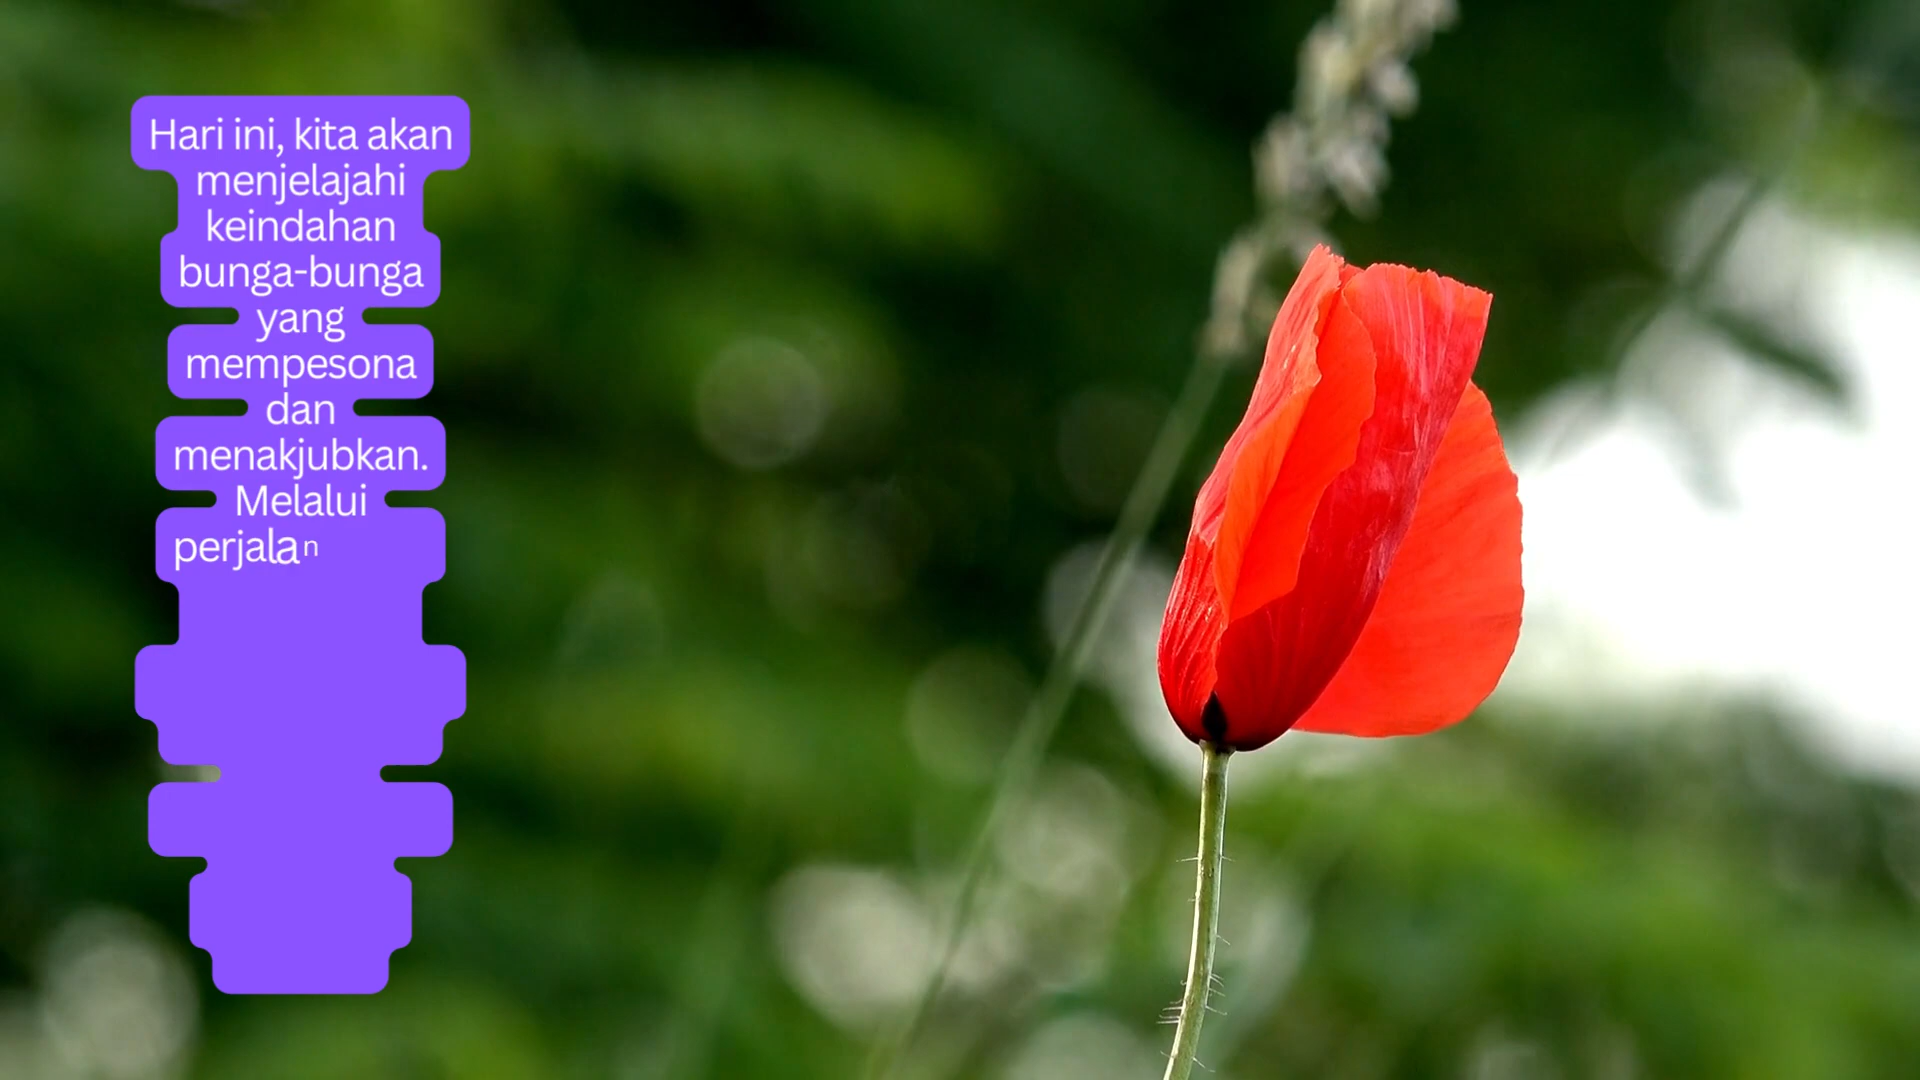 Hari ini, kita akan
menjelajahi
keindahan
bunga-bunga
yang
mempesona
dan
menakjubkan.
Melalui
perjalan